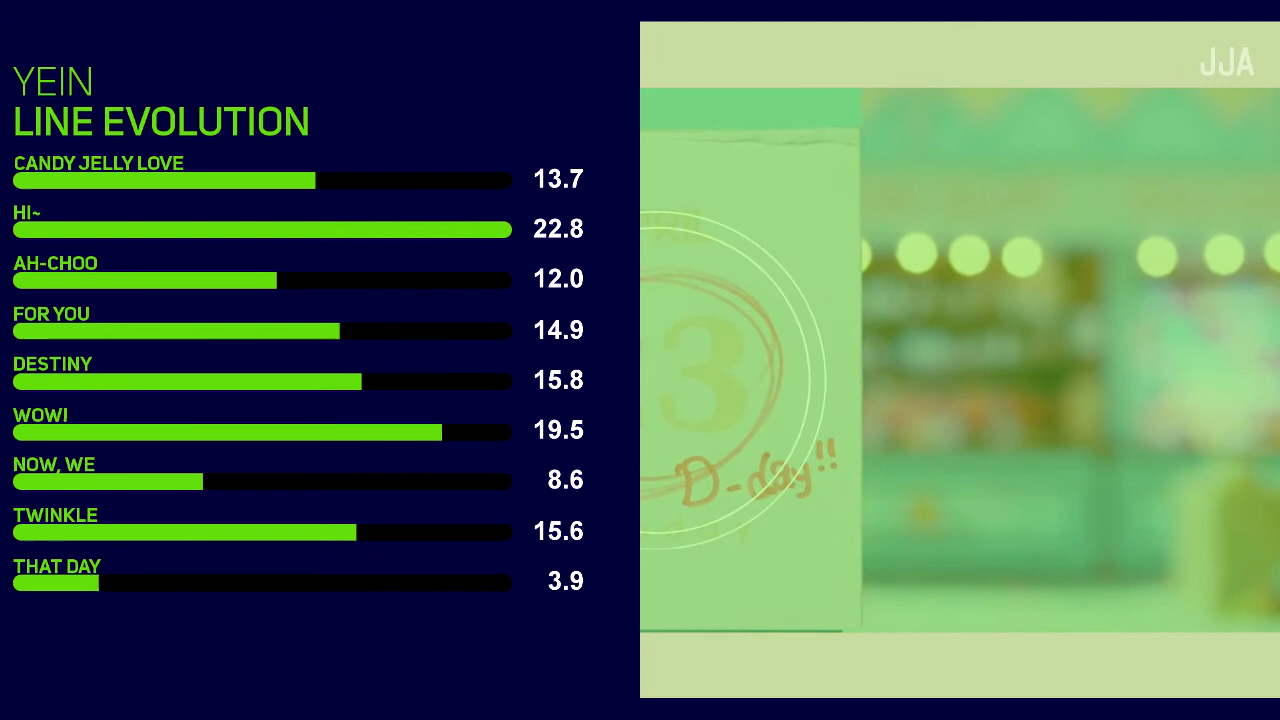 YEIN
LINE EVOLUTION
CANDY JELLY LOVE
13.7
HI~
22.8
AH-CHOO
12.0
FOR YOU
14.9
DESTINY
15.8
WOW!
19.5
NOW, WE
8.6
TWINKLE
15.6
THAT DAY
3.9
JJA
3
D-day!!